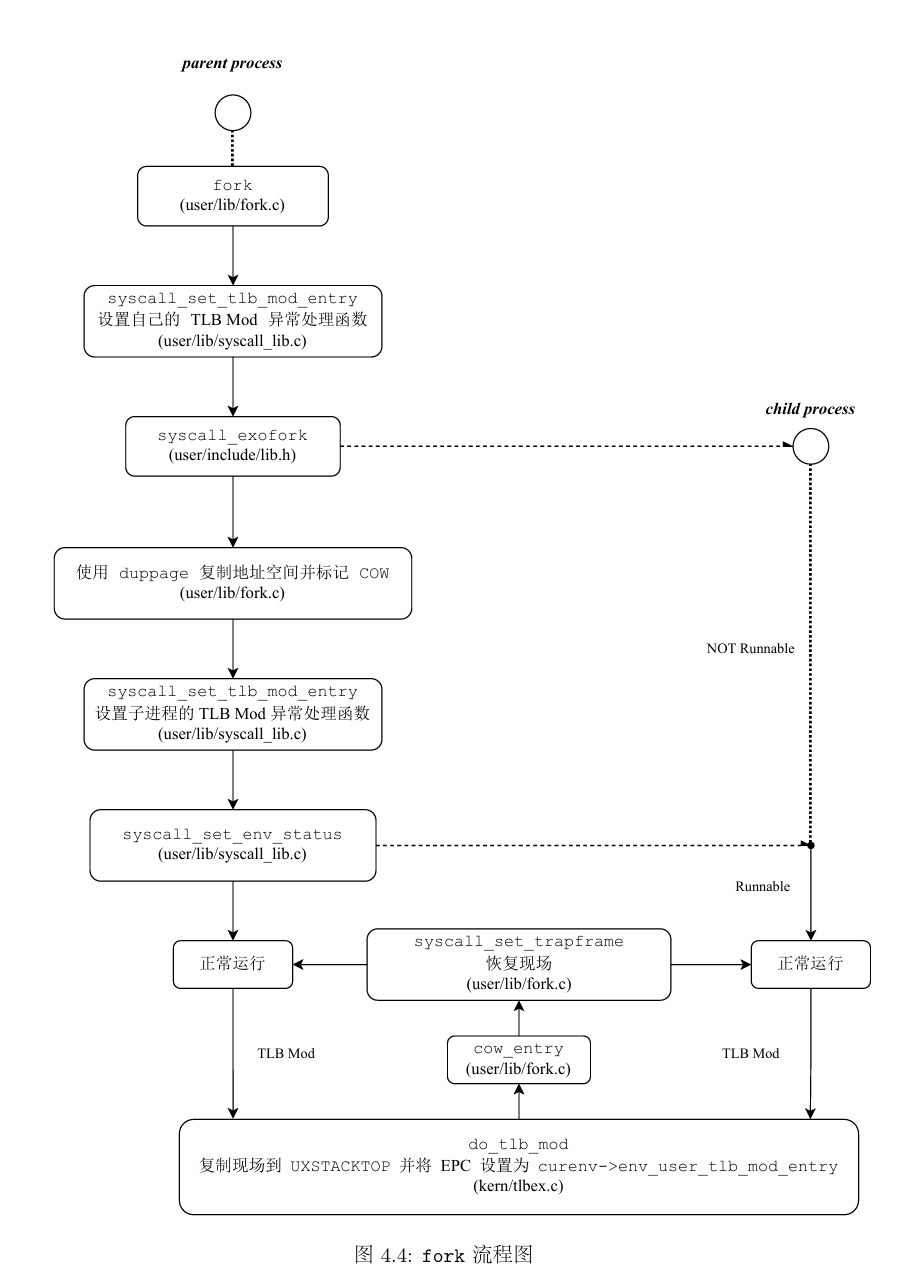 parent process
fork
(user/lib/fork.c)
syscall_set_tlb_mod_entry
设置自己的 TLB Mod 异常处理函数
(user/lib/syscall_lib.c)
child process
syscall_exofork
(user/include/lib.h)
使用 duppage 复制地址空间并标记 COW
(user/lib/fork.c)
NOT Runnable
syscall_set_tlb_mod_entry
设置子进程的 TLB Mod 异常处理函数
(user/lib/syscall_lib.c)
syscall_set_env_status
(user/lib/syscall_lib.c)
Runnable
正常运行
syscall_set_trapframe
恢复现场
(user/lib/fork.c)
正常运行
TLB Mod
cow_entry
(user/lib/fork.c)
TLB Mod
do_tlb_mod
复制现场到 UXSTACKTOP 并将 EPC 设置为 curenv->env_user_tlb_mod_entry
(kern/tlbex.c)
图 4.4: fork 流程图